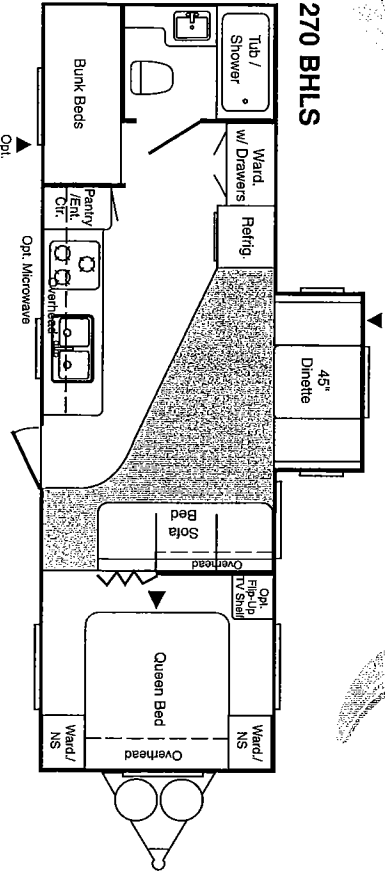 270 BHLS
Tub /
Shower
Bunk Beds
Opt.
Ward.
w/ Drawers
Refrig.
Pantry
/Ent.
Ctr.
Overhead
Opt. Microwave
45"
Dinette
Sofa
Bed
Overhead
Opt.
Flip-Up
TV Shelf
Queen Bed
Overhead
Ward./
NS
Ward./
NS